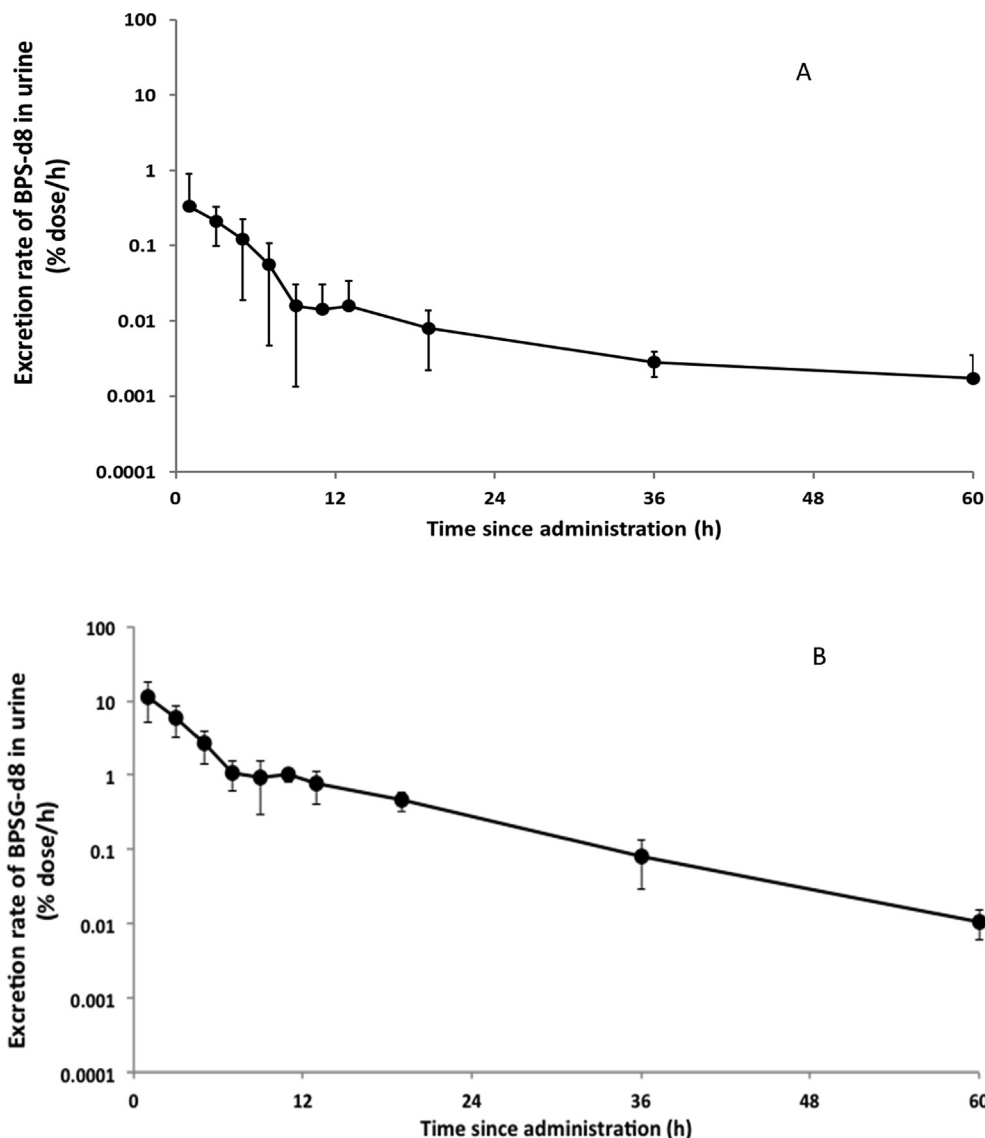 A
Excretion rate of BPS-d8 in urine
(% dose/h)
100
10
1
0.1
0.01
0.001
0.0001
0 12 24 36 48 60
Time since administration (h)
B
Excretion rate of BPSG-d8 in urine
(% dose/h)
100
10
1
0.1
0.01
0.001
0.0001
0 12 24 36 48 60
Time since administration (h)